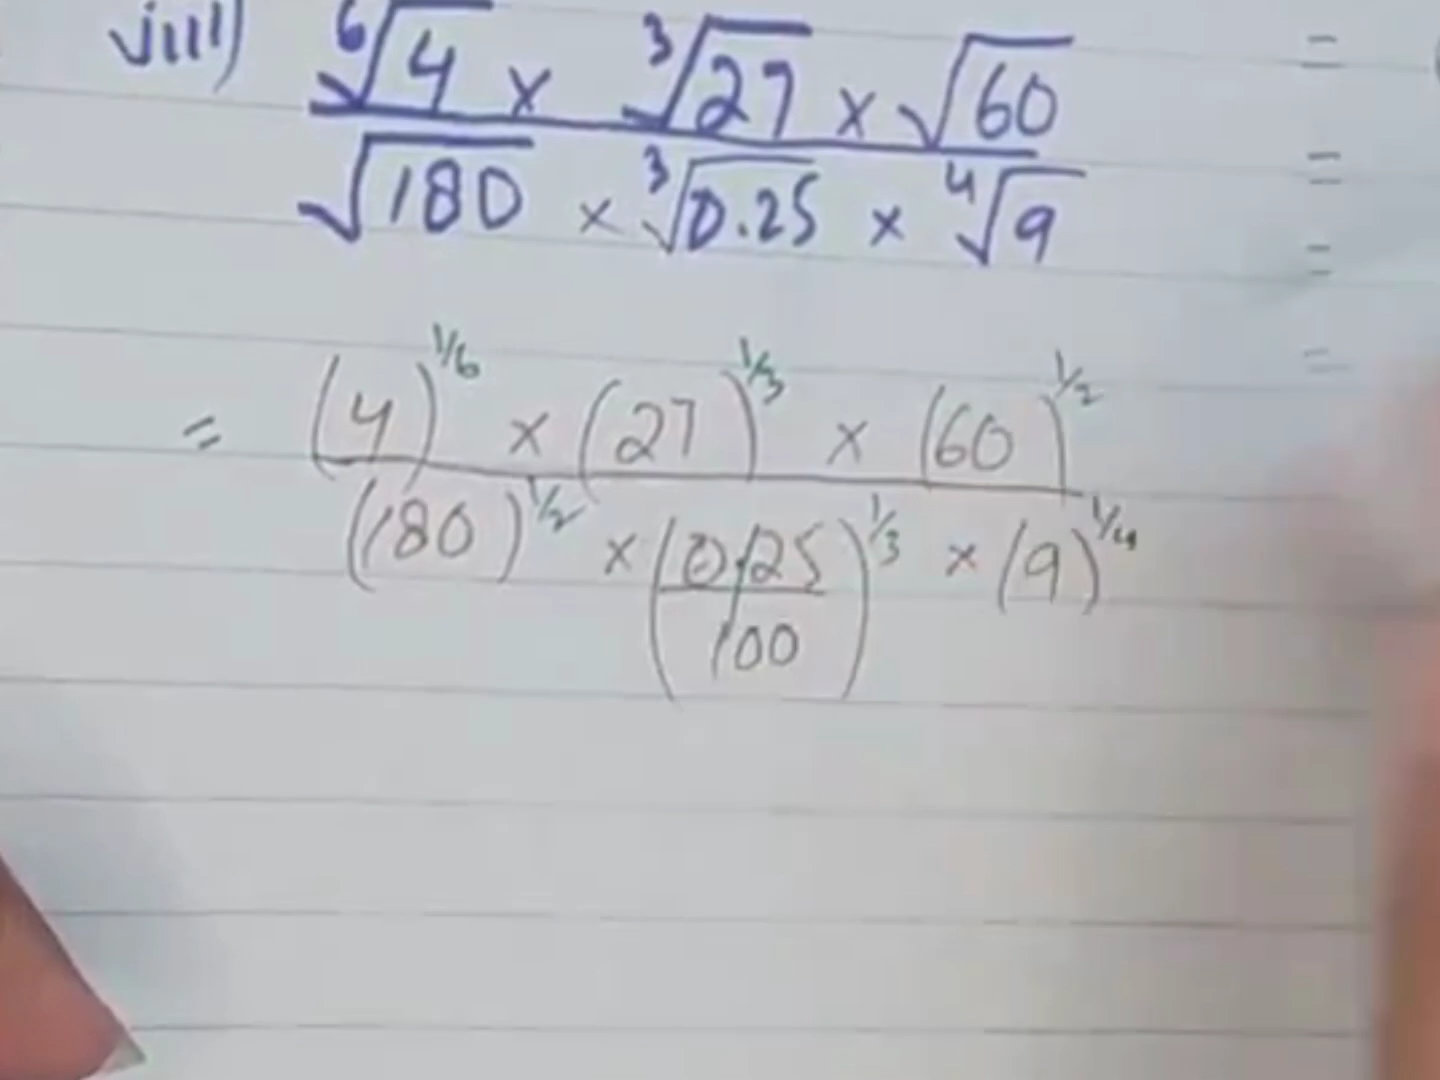 viii) ⁶√4 × ³√27 × √60
√180 × ³√0.25 × ⁴√9
= (4)^1/6 × (27)^1/3 × (60)^1/2
(180)^1/2 × (0.25/100)^1/3 × (9)^1/4
=
=
=
=